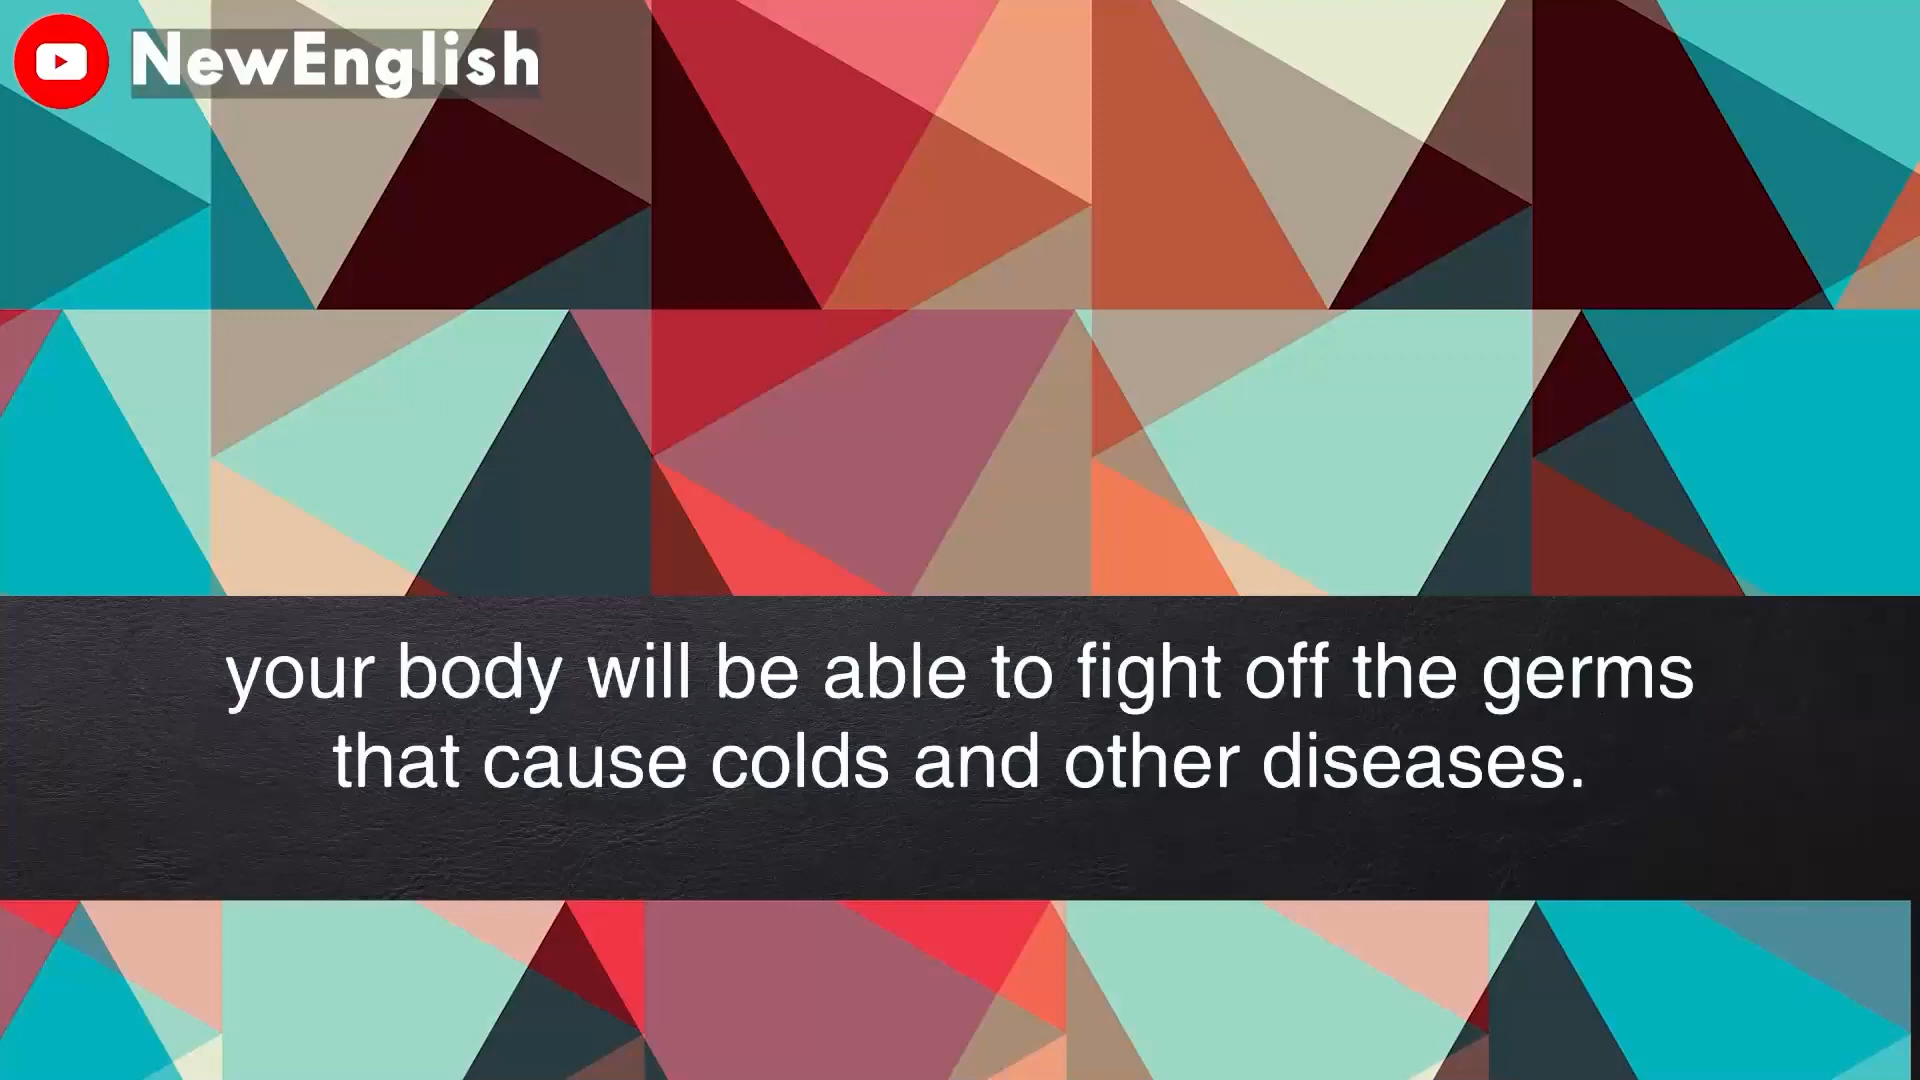 NewEnglish
your body will be able to fight off the germs
that cause colds and other diseases.